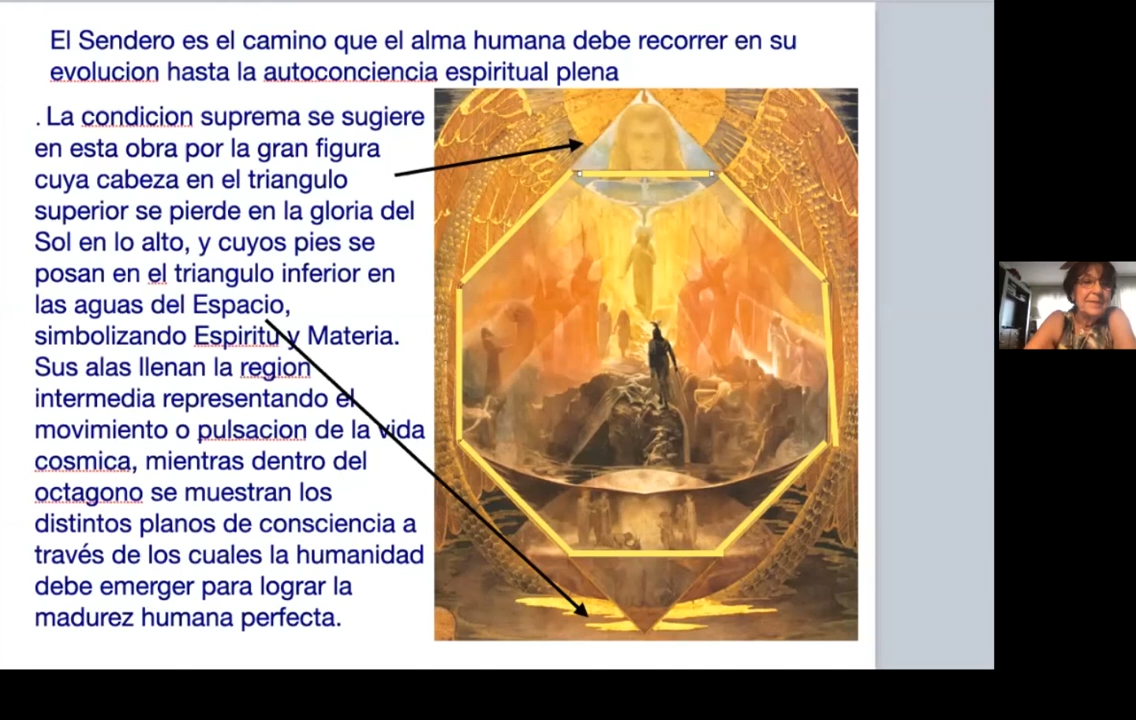 El Sendero es el camino que el alma humana debe recorrer en su
evolucion hasta la autoconciencia espiritual plena
. La condicion suprema se sugiere
en esta obra por la gran figura
cuya cabeza en el triangulo
superior se pierde en la gloria del
Sol en lo alto, y cuyos pies se
posan en el triangulo inferior en
las aguas del Espacio,
simbolizando Espiritu y Materia.
Sus alas llenan la region
intermedia representando el
movimiento o pulsacion de la vida
cosmica, mientras dentro del
octagono se muestran los
distintos planos de consciencia a
través de los cuales la humanidad
debe emerger para lograr la
madurez humana perfecta.